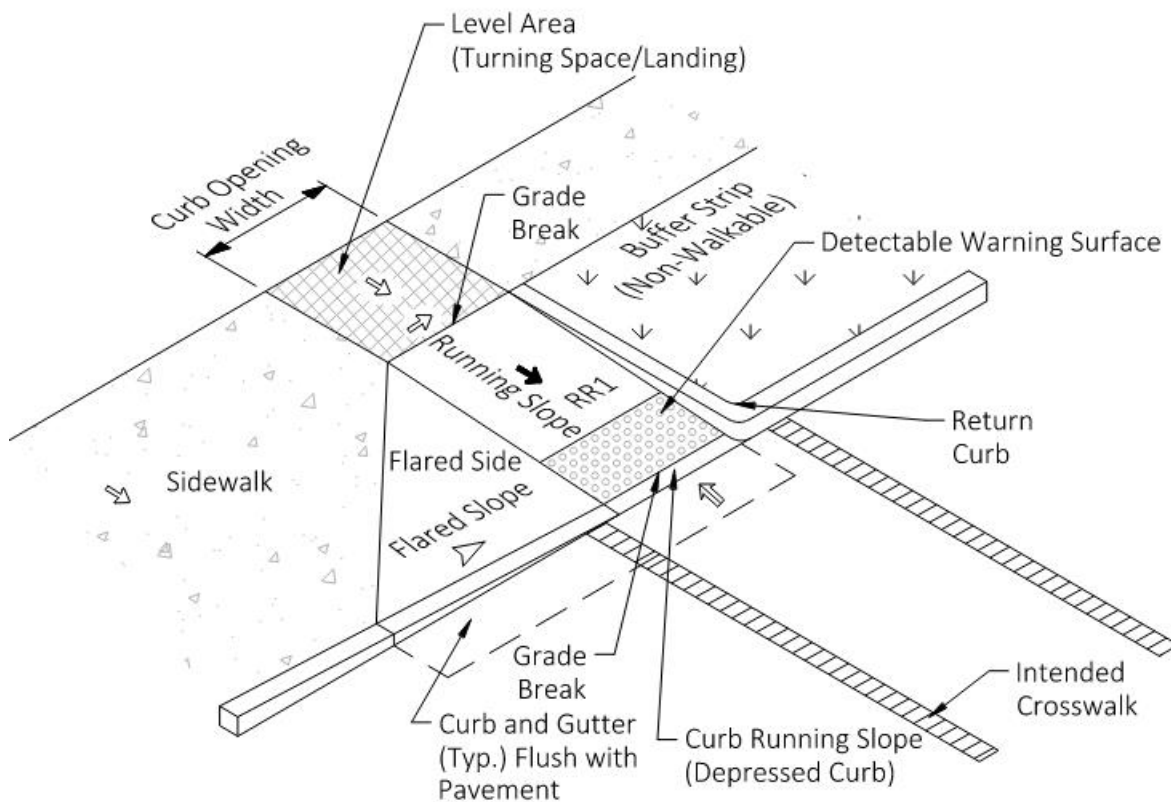 Level Area
(Turning Space/Landing)
Curb Opening
Width
Grade
Break
Buffer Strip
(Non-Walkable)
Detectable Warning Surface
Running Slope
RR1
Return
Curb
Sidewalk
Flared Side
Flared Slope
Grade
Break
Curb and Gutter
(Typ.) Flush with
Pavement
Curb Running Slope
(Depressed Curb)
Intended
Crosswalk